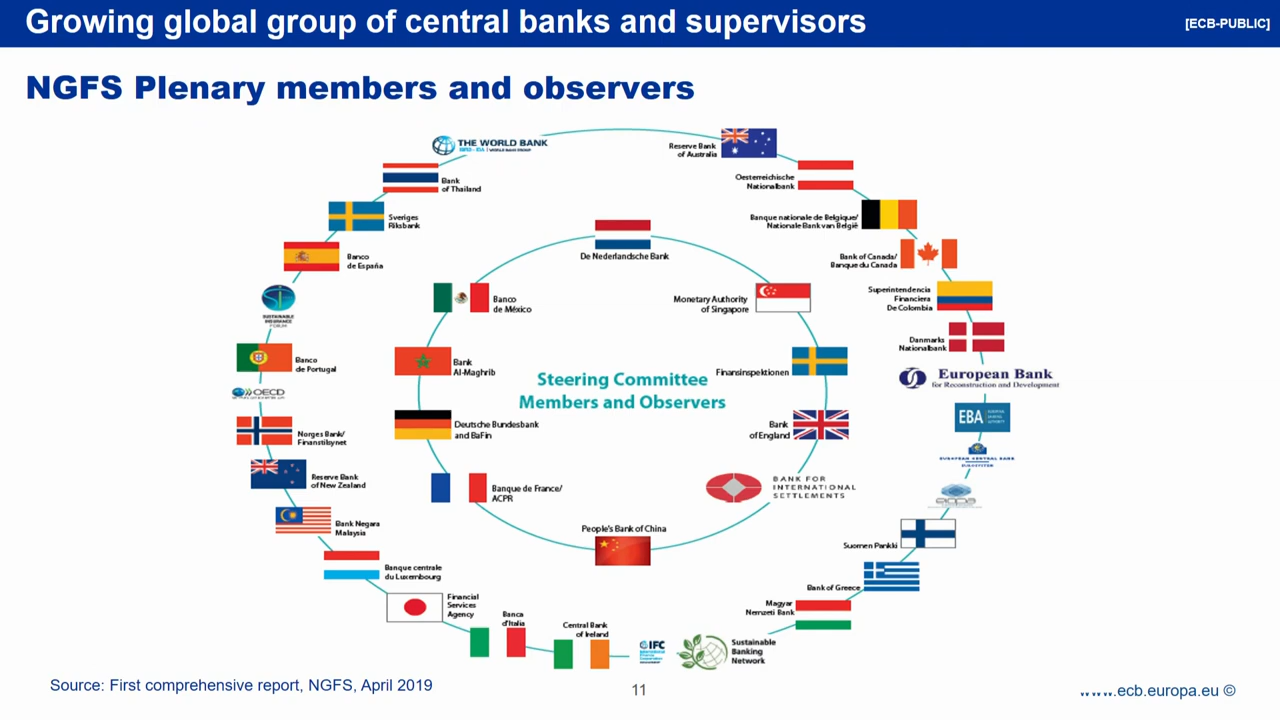 Growing global group of central banks and supervisors
[ECB-PUBLIC]
NGFS Plenary members and observers
THE WORLD BANK
Reserve Bank
of Australia
Bank
of Thailand
Oesterreichische
Nationalbank
Sveriges
Riksbank
Banque nationale de Belgique/
Nationale Bank van België
Banco
de España
Bank of Canada/
Banque du Canada
SUSTAINABLE
INSURANCE
FORUM
Superintendencia
Financiera
De Colombia
Banco
de Portugal
Danmarks
Nationalbank
OECD
European Bank
for Reconstruction and Development
Norges Bank/
Finanstilsynet
EBA
EUROPEAN
BANKING
AUTHORITY
Reserve Bank
of New Zealand
EUROPEAN CENTRAL BANK
EUROSYSTEM
Bank Negara
Malaysia
eiopa
Banque centrale
du Luxembourg
Suomen Pankki
Financial
Services
Agency
Bank of Greece
Banca
d'Italia
Magyar
Nemzeti Bank
Central Bank
of Ireland
IFC
International
Finance
Corporation
Sustainable
Banking
Network
De Nederlandsche Bank
Banco
de México
Monetary Authority
of Singapore
Bank
Al-Maghrib
Finansinspektionen
Steering Committee
Members and Observers
Deutsche Bundesbank
and BaFin
Bank
of England
Banque de France/
ACPR
BANK FOR
INTERNATIONAL
SETTLEMENTS
People's Bank of China
Source: First comprehensive report, NGFS, April 2019
11
www.ecb.europa.eu ©